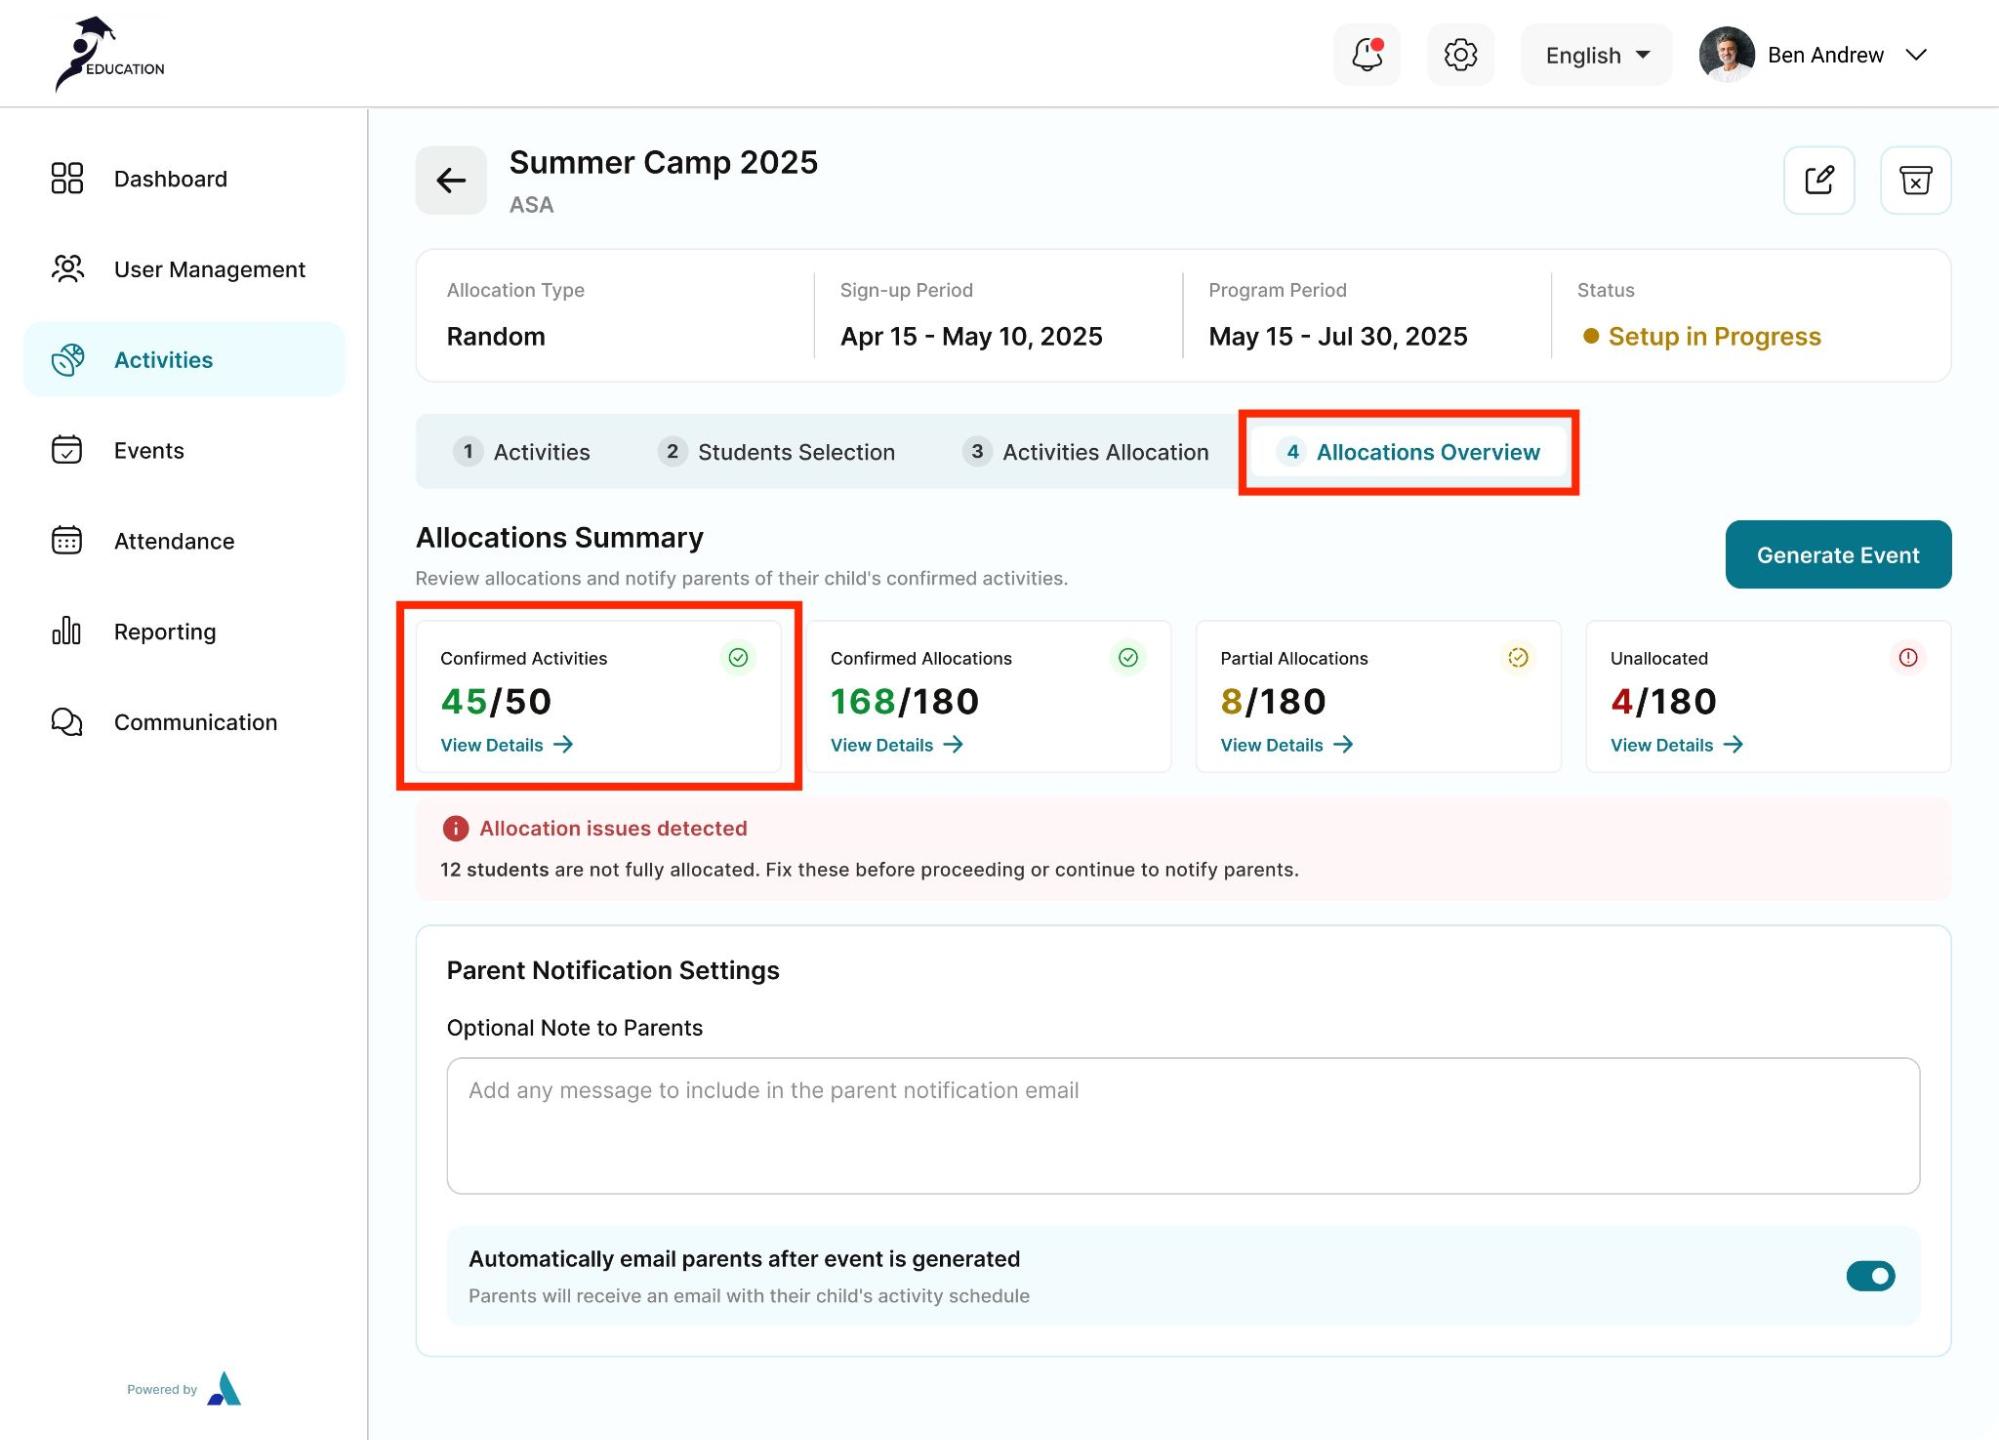 EDUCATION
English
Ben Andrew
Dashboard
User Management
Activities
Events
Attendance
Reporting
Communication
Powered by
Summer Camp 2025
ASA
Allocation Type
Random
Sign-up Period
Apr 15 - May 10, 2025
Program Period
May 15 - Jul 30, 2025
Status
Setup in Progress
1 Activities
2 Students Selection
3 Activities Allocation
4 Allocations Overview
Allocations Summary
Review allocations and notify parents of their child's confirmed activities.
Generate Event
Confirmed Activities
45/50
View Details
Confirmed Allocations
168/180
View Details
Partial Allocations
8/180
View Details
Unallocated
4/180
View Details
Allocation issues detected
12 students are not fully allocated. Fix these before proceeding or continue to notify parents.
Parent Notification Settings
Optional Note to Parents
Add any message to include in the parent notification email
Automatically email parents after event is generated
Parents will receive an email with their child's activity schedule